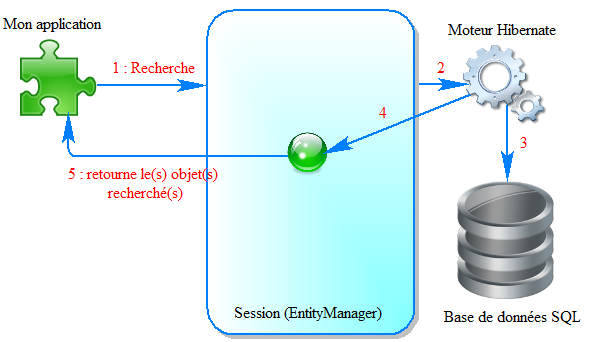 Mon application
Moteur Hibernate
1 : Recherche
2
4
3
5 : retourne le(s) objet(s)
recherché(s)
Session (EntityManager)
Base de données SQL